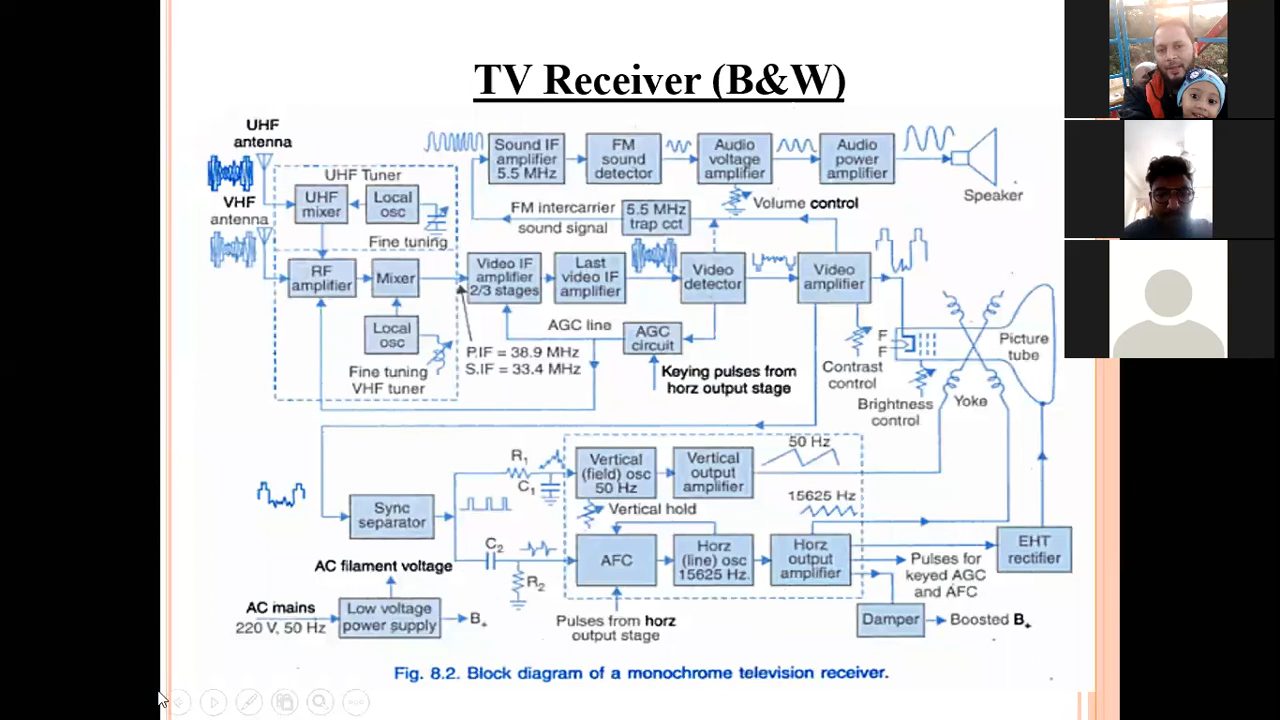 TV Receiver (B&W)
UHF
antenna
UHF Tuner
UHF
mixer
Local
osc
VHF
antenna
Fine tuning
Sound IF
amplifier
5.5 MHz
FM
sound
detector
Audio
voltage
amplifier
Audio
power
amplifier
Speaker
Volume control
FM intercarrier
sound signal
5.5 MHz
trap cct
RF
amplifier
Mixer
Video IF
amplifier
2/3 stages
Last
video IF
amplifier
Video
detector
Video
amplifier
Local
osc
Fine tuning
VHF tuner
AGC line
AGC
circuit
P.IF = 38.9 MHz
S.IF = 33.4 MHz
Keying pulses from
horz output stage
Contrast
control
F
F
Brightness
control
Picture
tube
Yoke
R1
C1
Vertical
(field) osc
50 Hz
Vertical
output
amplifier
50 Hz
Vertical hold
15625 Hz
Sync
separator
C2
R2
AFC
Horz
(line) osc
15625 Hz.
Horz
output
amplifier
EHT
rectifier
Pulses for
keyed AGC
and AFC
AC filament voltage
AC mains
220 V, 50 Hz
Low voltage
power supply
B+
Pulses from horz
output stage
Damper
Boosted B+
Fig. 8.2. Block diagram of a monochrome television receiver.